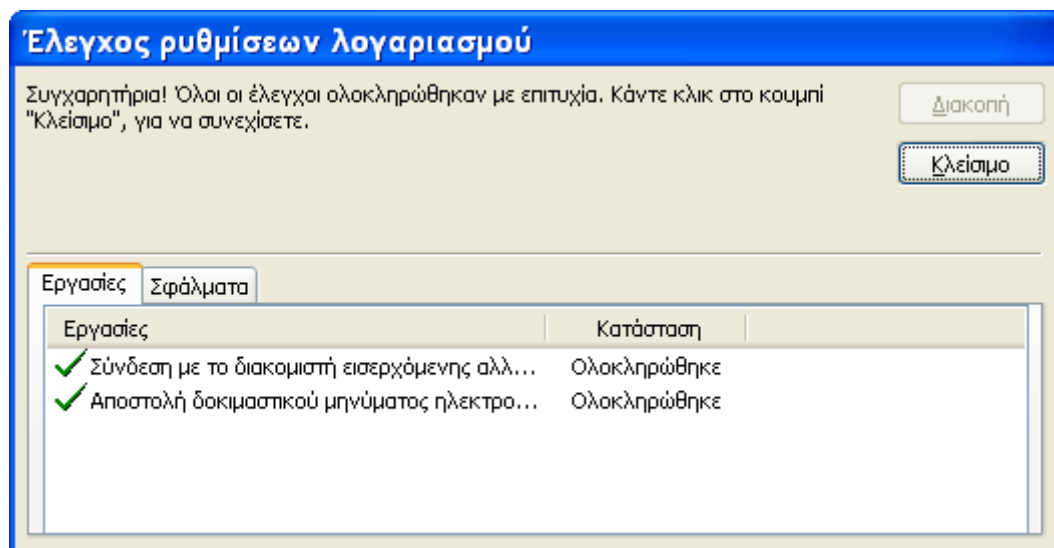 Έλεγχος ρυθμίσεων λογαριασμού
Συγχαρητήρια! Όλοι οι έλεγχοι ολοκληρώθηκαν με επιτυχία. Κάντε κλικ στο κουμπί
"Κλείσιμο", για να συνεχίσετε.
Διακοπή
Κλείσιμο
Εργασίες Σφάλματα
Εργασίες Κατάσταση
Σύνδεση με το διακομιστή εισερχόμενης αλλ... Ολοκληρώθηκε
Αποστολή δοκιμαστικού μηνύματος ηλεκτρο... Ολοκληρώθηκε